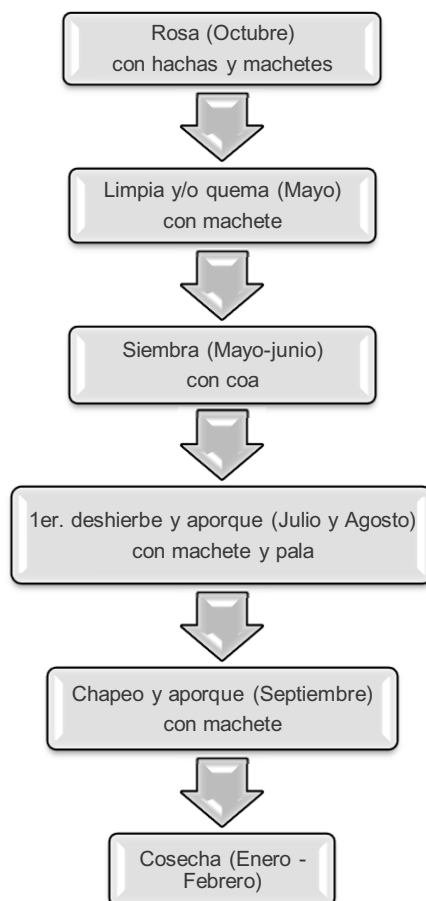 Rosa (Octubre)
con hachas y machetes
Limpia y/o quema (Mayo)
con machete
Siembra (Mayo-junio)
con coa
1er. deshierbe y aporque (Julio y Agosto)
con machete y pala
Chapeo y aporque (Septiembre)
con machete
Cosecha (Enero -
Febrero)